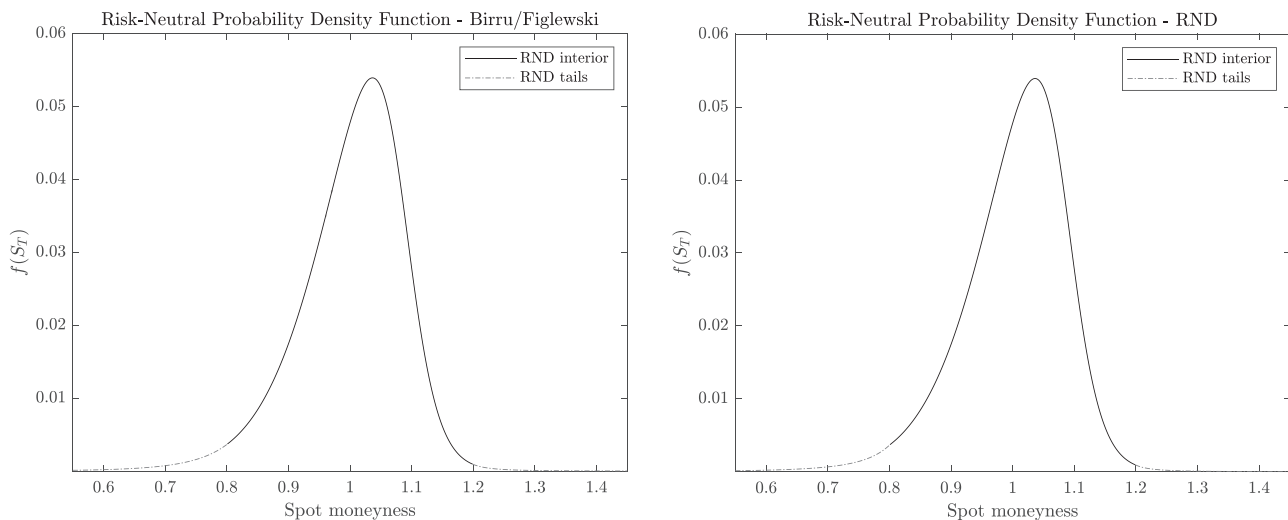 Risk-Neutral Probability Density Function - Birru/Figlewski
0.06
0.05
0.04
0.03
0.02
0.01
f(S_T)
RND interior
RND tails
0.6 0.7 0.8 0.9 1 1.1 1.2 1.3 1.4
Spot moneyness
Risk-Neutral Probability Density Function - RND
0.06
0.05
0.04
0.03
0.02
0.01
f(S_T)
RND interior
RND tails
0.6 0.7 0.8 0.9 1 1.1 1.2 1.3 1.4
Spot moneyness